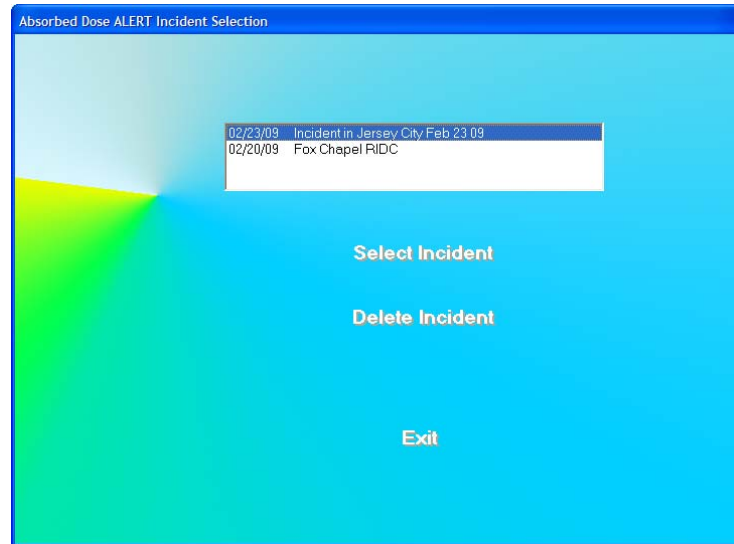 Absorbed Dose ALERT Incident Selection
02/23/09 Incident in Jersey City Feb 23 09
02/20/09 Fox Chapel RIDC
Select Incident
Delete Incident
Exit